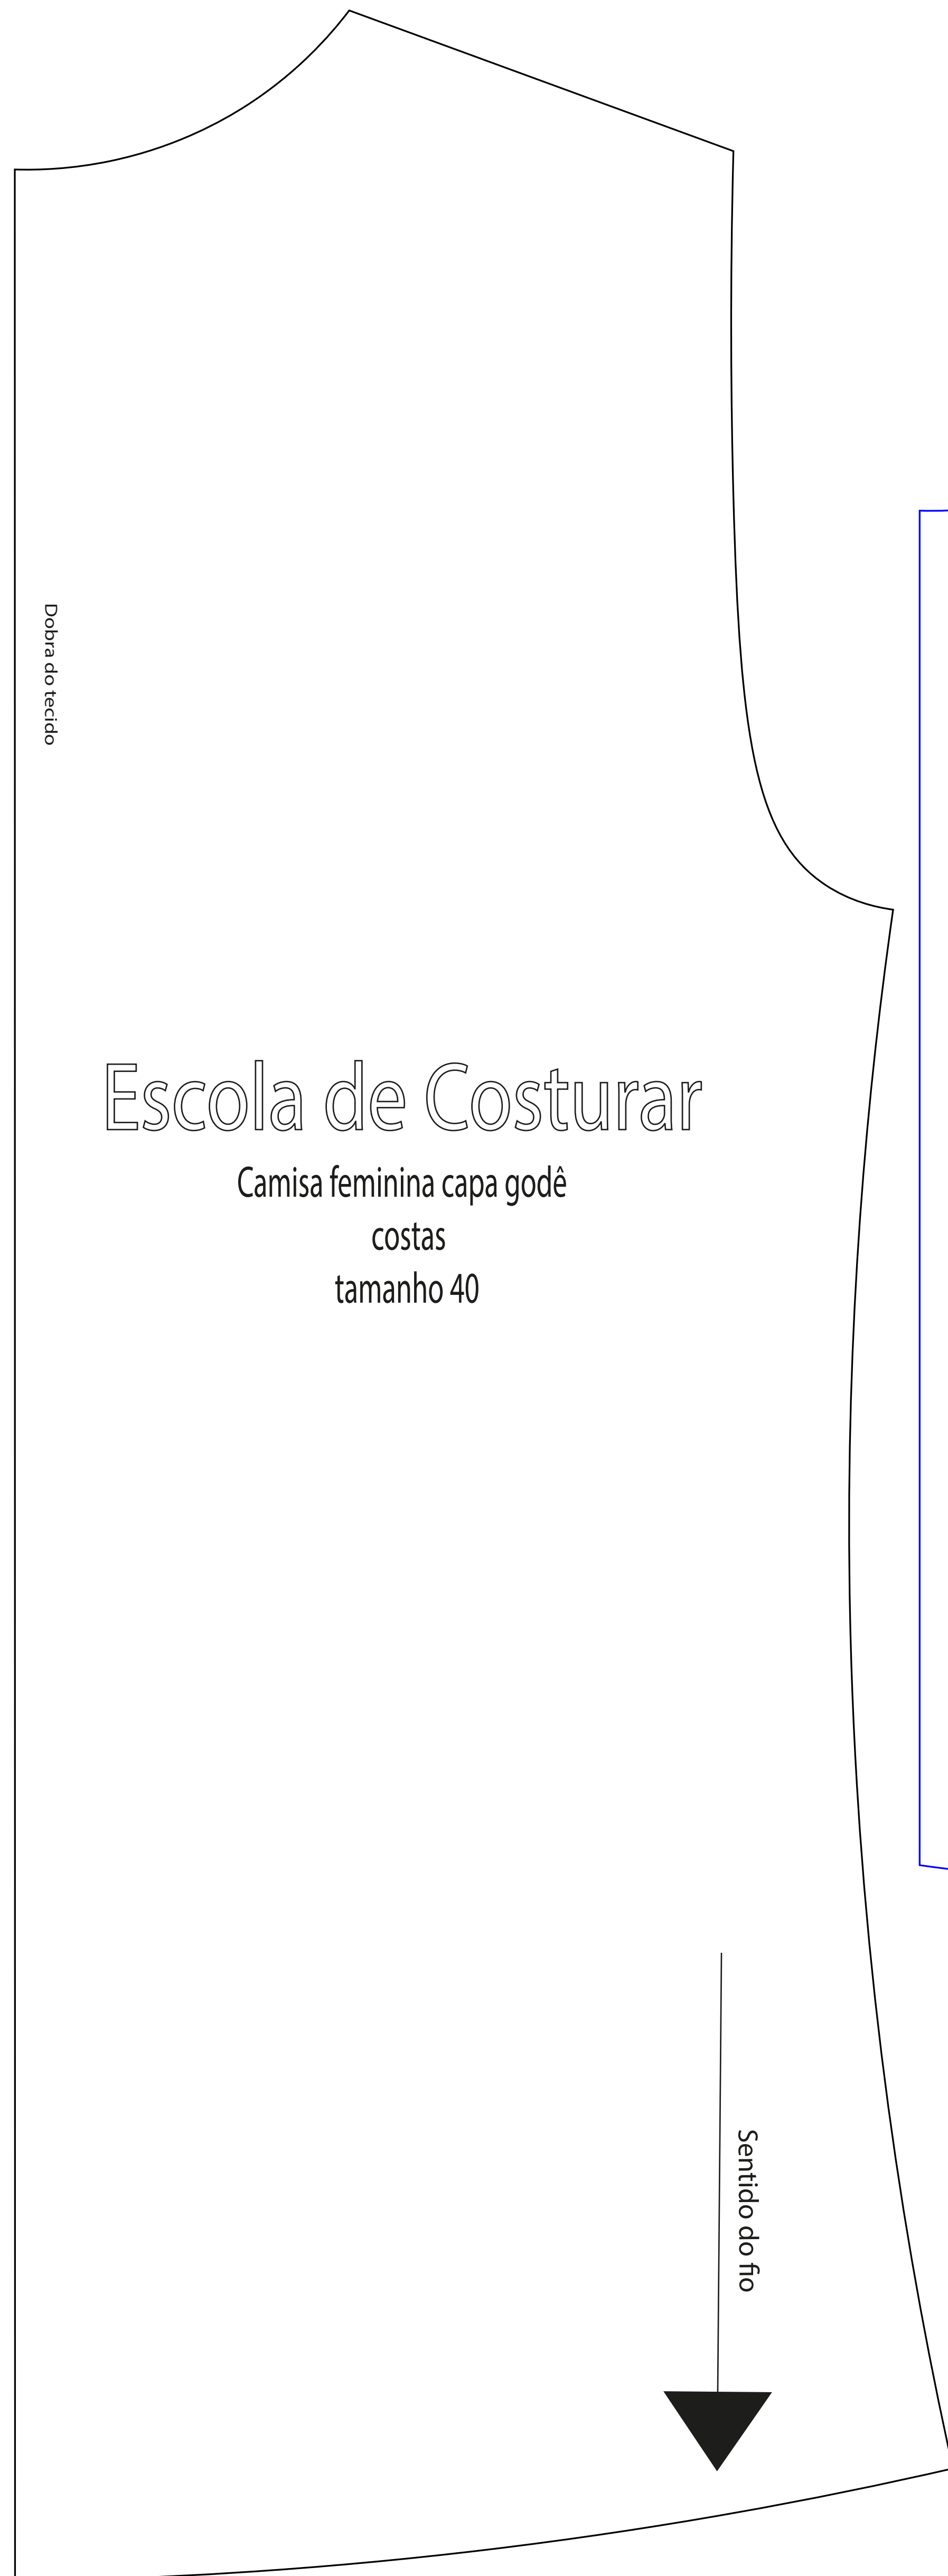 Dobra do tecido
Escola de Costurar
Camisa feminina capa godê
costas
tamanho 40
Sentido do fio